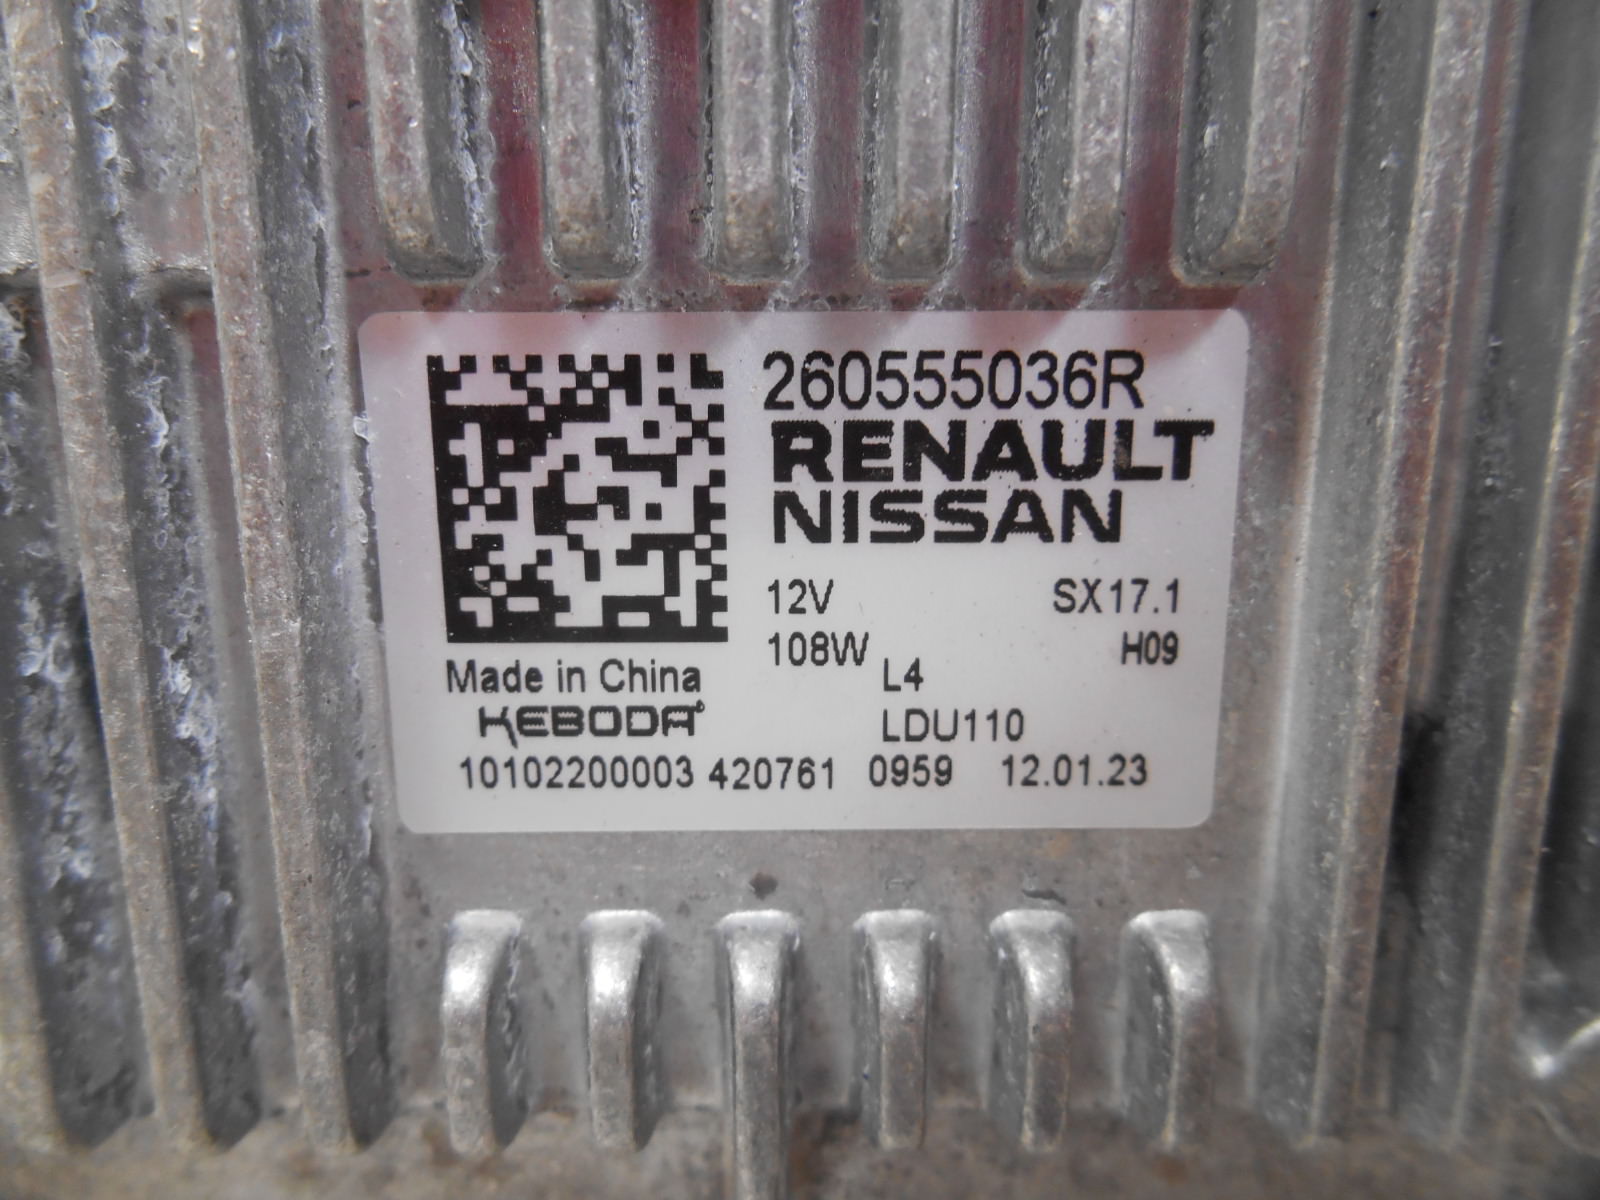 260555036R
RENAULT
NISSAN
12V SX17.1
108W H09
L4
Made in China
KEBODA
LDU110
10102200003 420761 0959 12.01.23